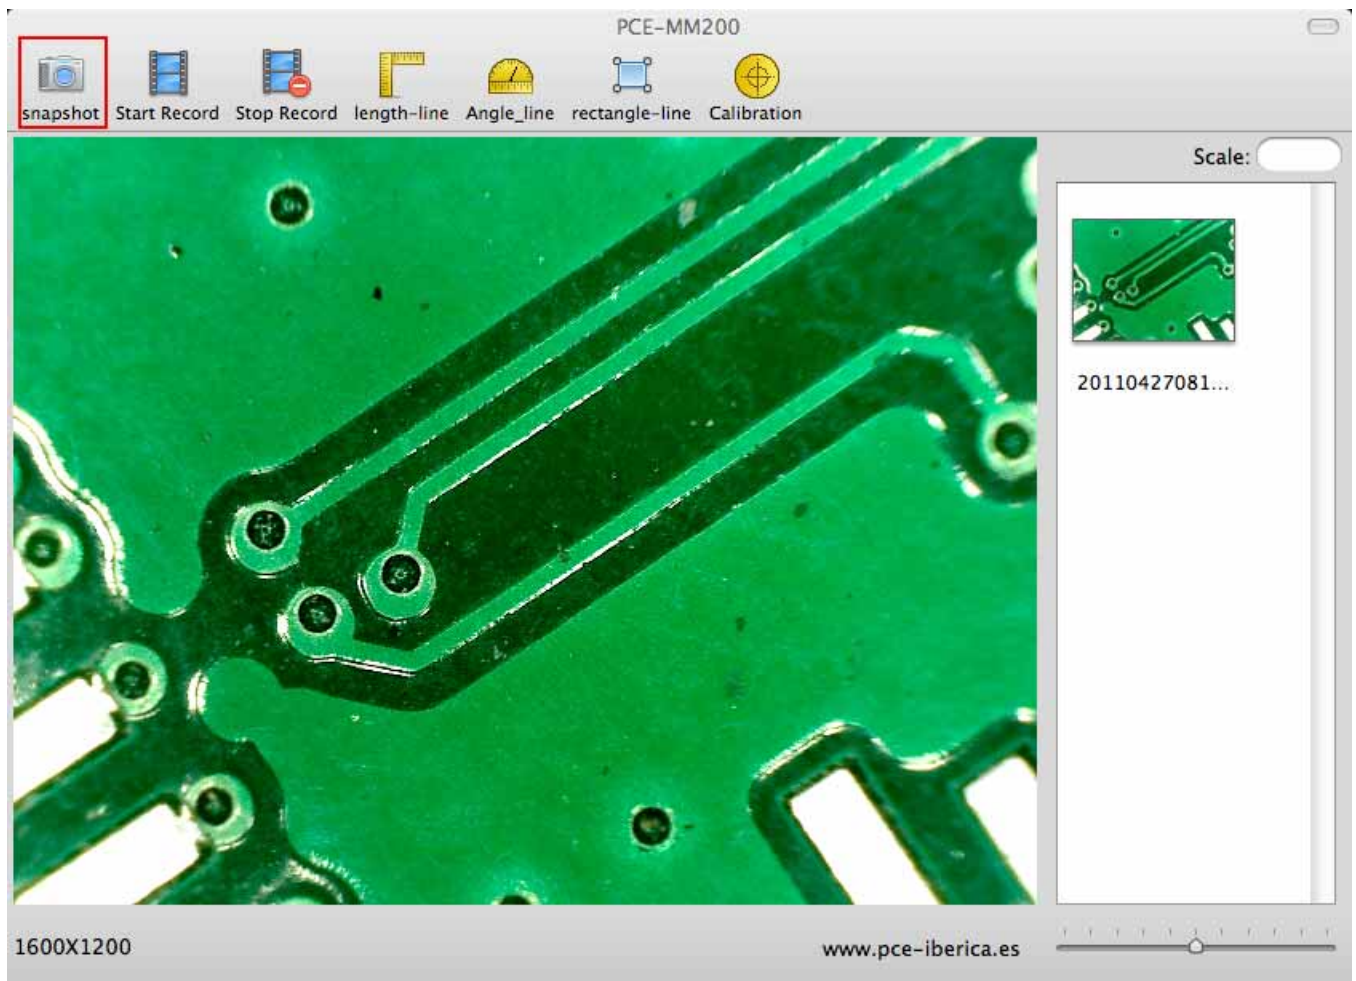 PCE-MM200
snapshot Start Record Stop Record length-line Angle_line rectangle-line Calibration
Scale:
20110427081...
1600X1200 www.pce-iberica.es